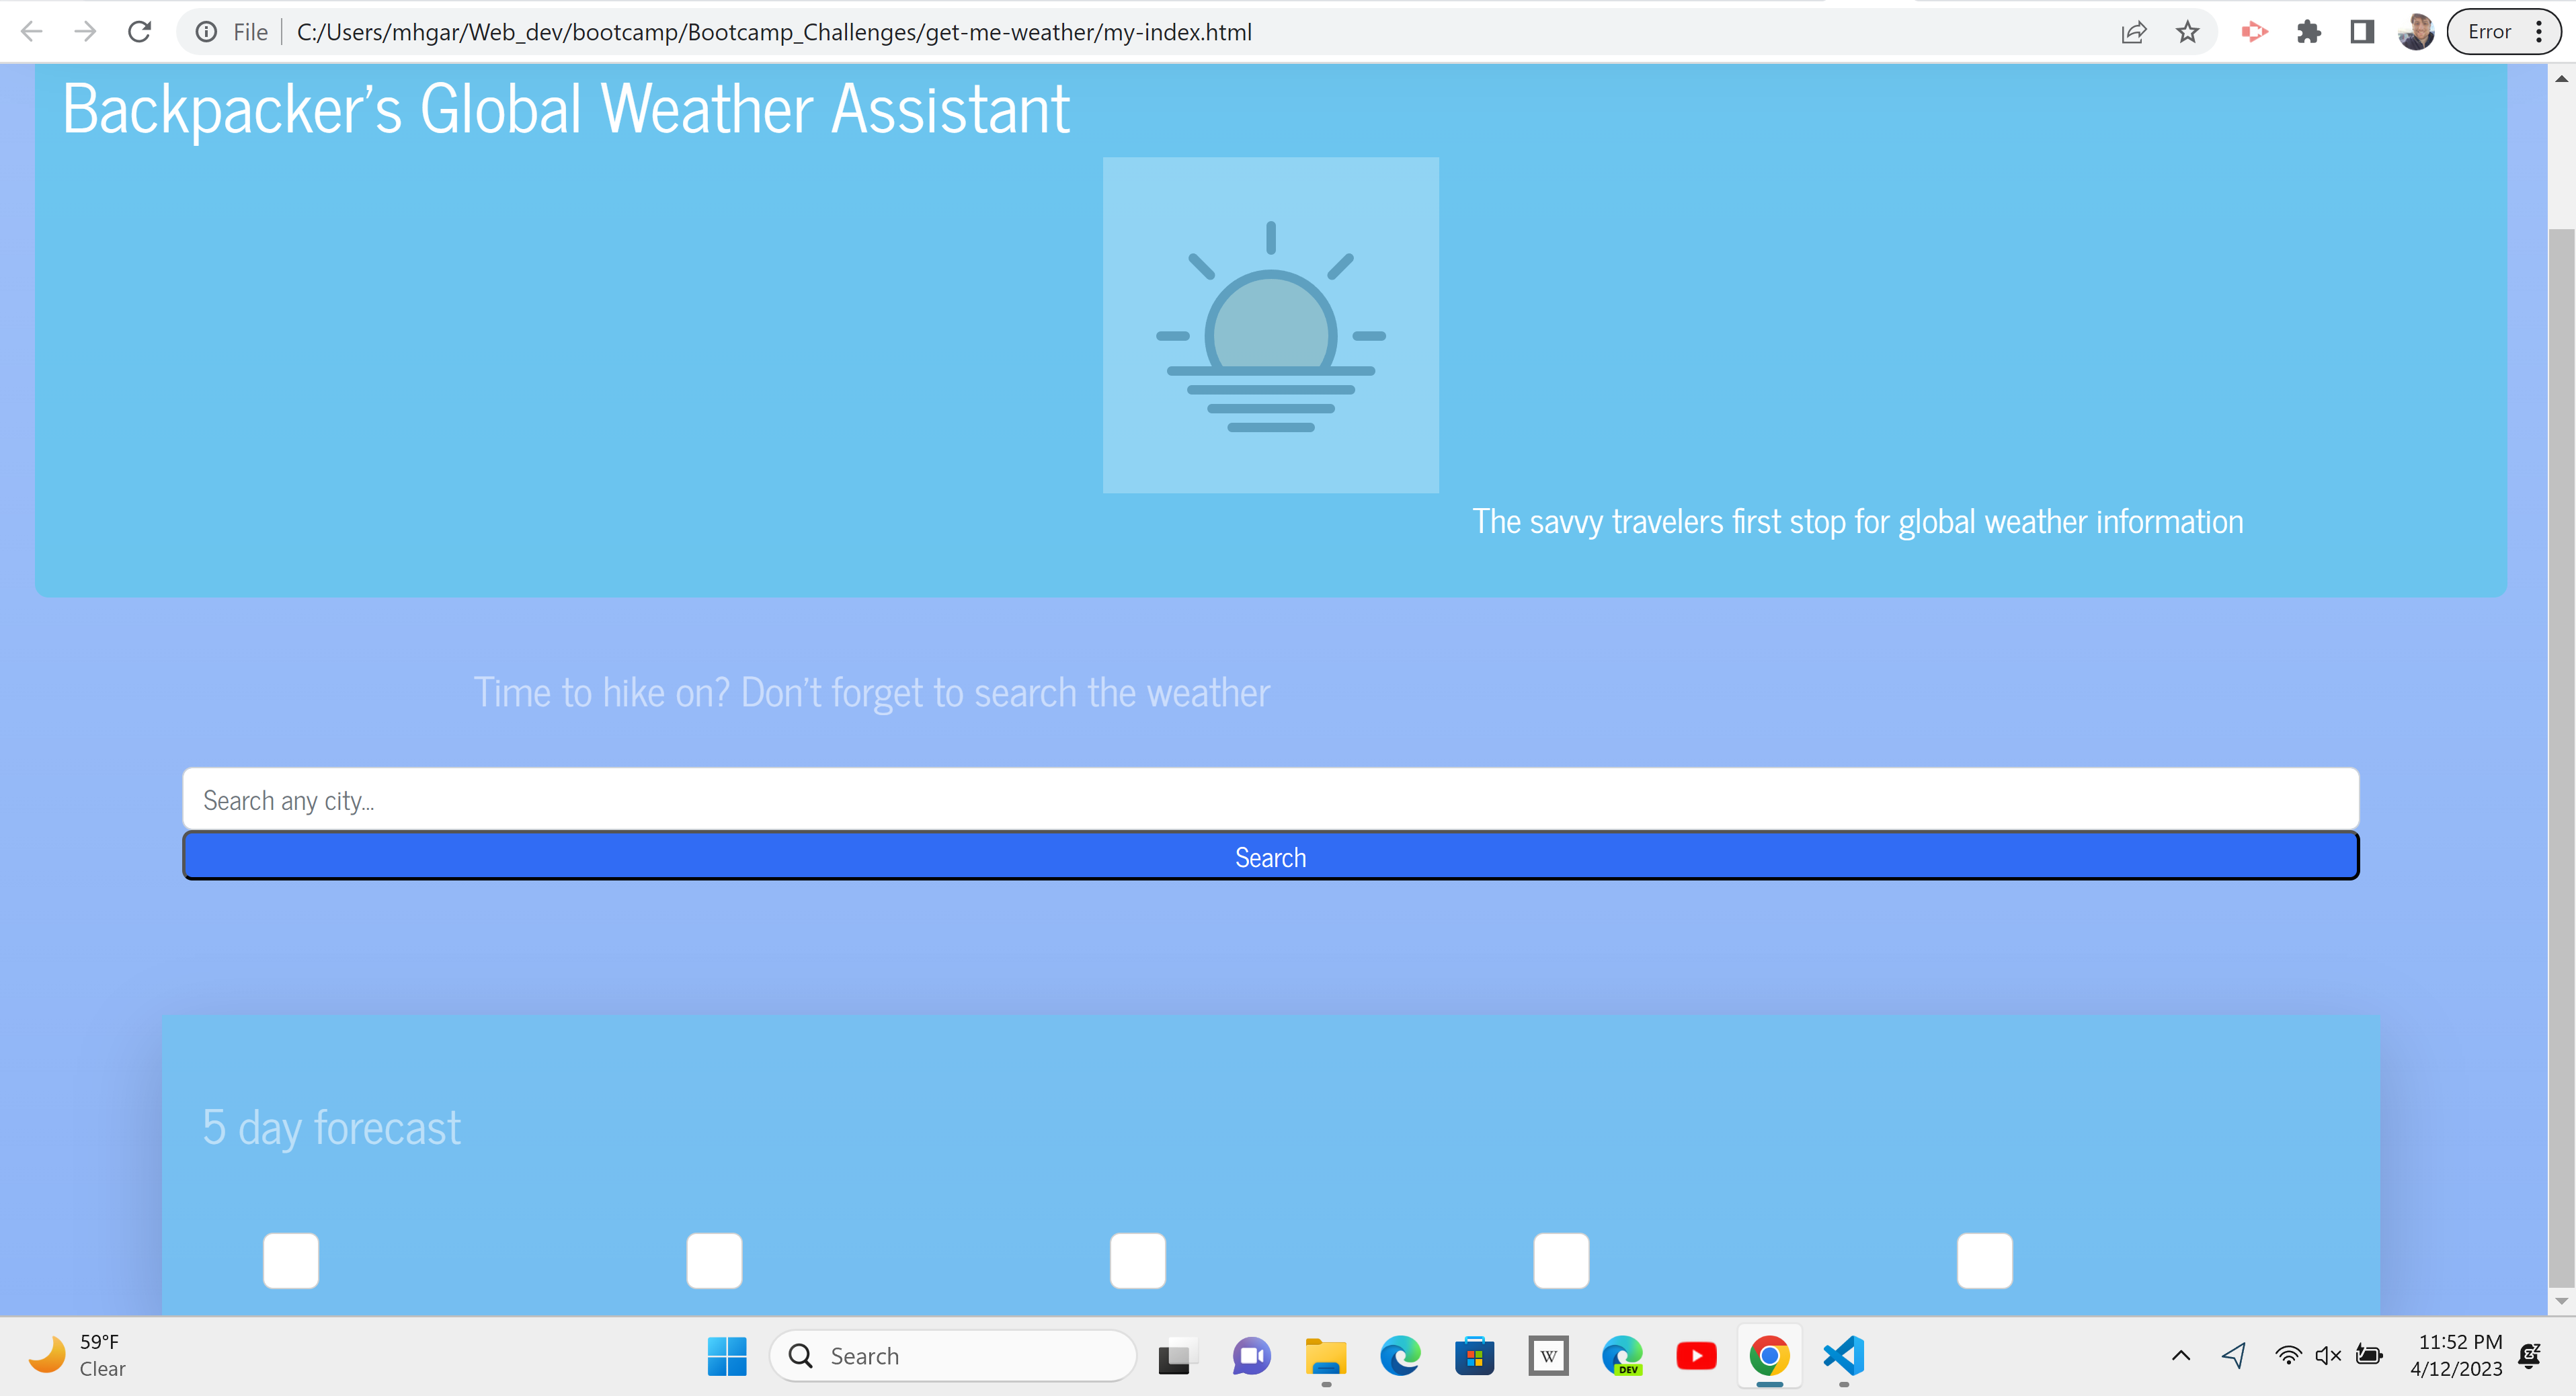 File
C:/Users/mhgar/Web_dev/bootcamp/Bootcamp_Challenges/get-me-weather/my-index.html
Error
Backpacker's Global Weather Assistant
The savvy travelers first stop for global weather information
Time to hike on? Don't forget to search the weather
Search any city...
Search
5 day forecast
59°F
Clear
Search
W
DEV
11:52 PM
4/12/2023